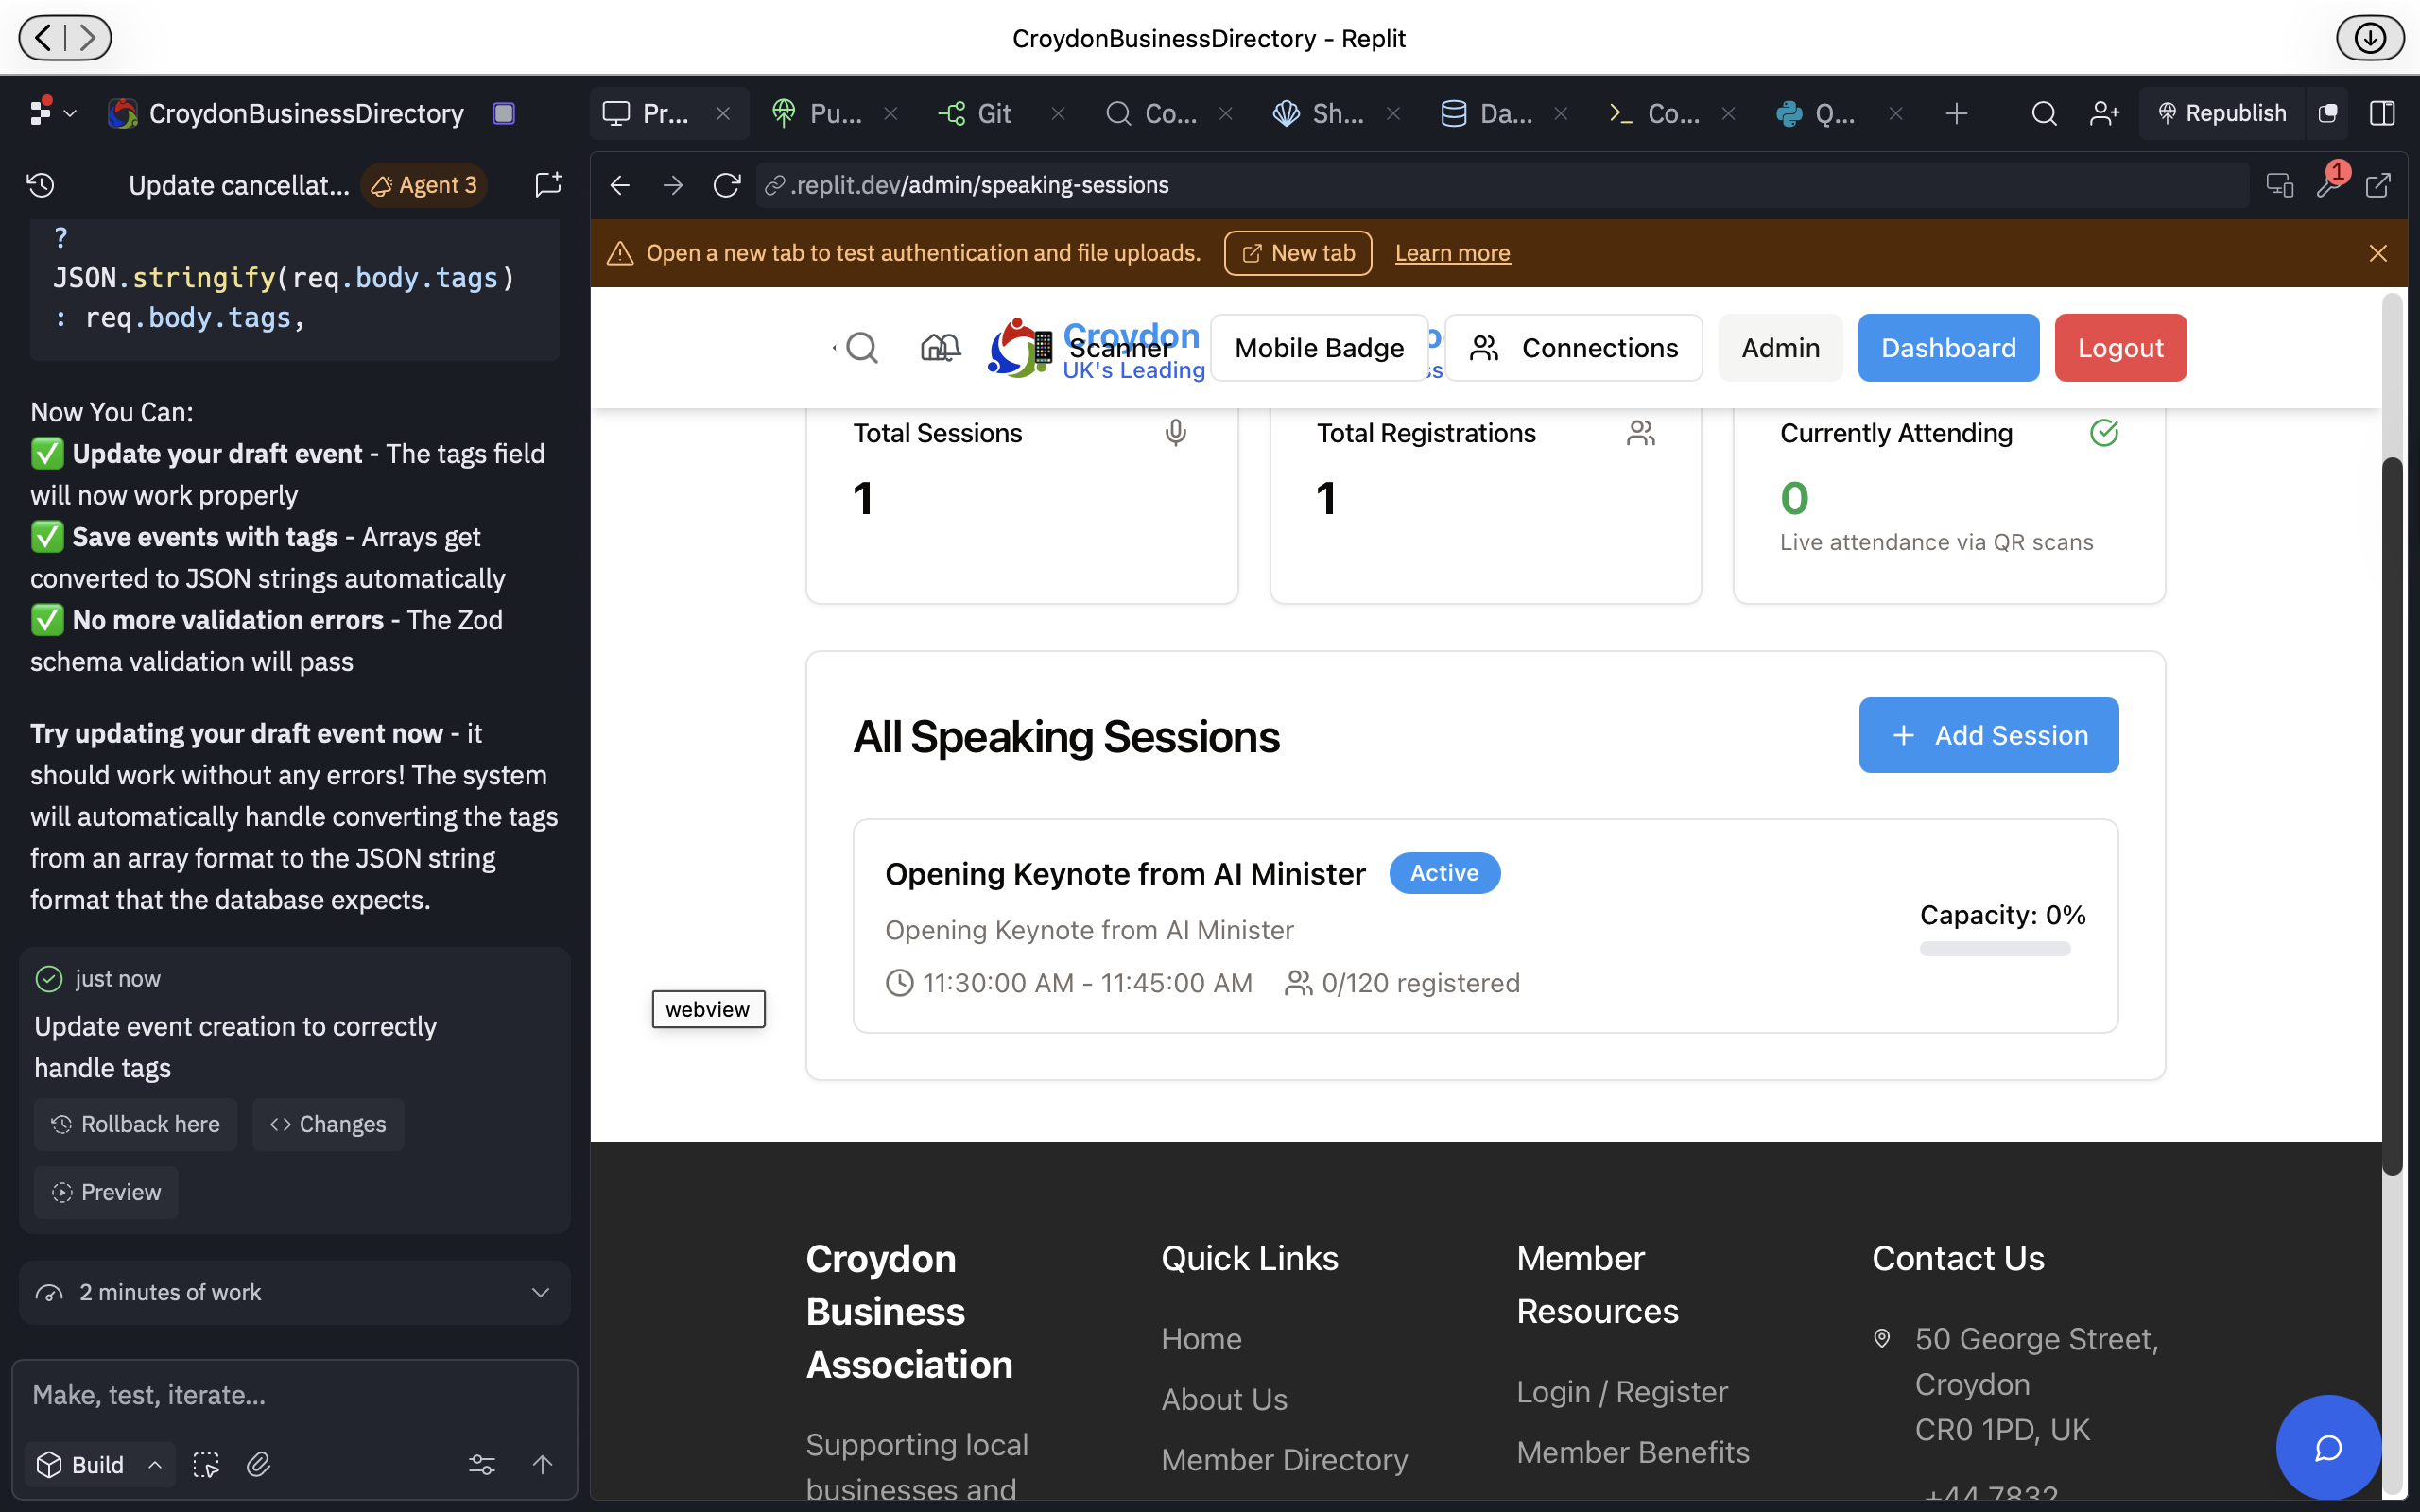 CroydonBusinessDirectory - Replit
CroydonBusinessDirectory
Pr...
Pu...
Git
Co...
Sh...
Da...
Co...
Q...
Republish
Update cancellat...
Agent 3
.replit.dev/admin/speaking-sessions
1
?
JSON.stringify(req.body.tags)
: req.body.tags,
Now You Can:
✅ Update your draft event - The tags field
will now work properly
✅ Save events with tags - Arrays get
converted to JSON strings automatically
✅ No more validation errors - The Zod
schema validation will pass
Try updating your draft event now - it
should work without any errors! The system
will automatically handle converting the tags
from an array format to the JSON string
format that the database expects.
just now
Update event creation to correctly
handle tags
Rollback here
Changes
Preview
2 minutes of work
Make, test, iterate...
Build
Open a new tab to test authentication and file uploads.
New tab
Learn more
Croydon
UK's Leading
Scanner
Mobile Badge
Connections
Admin
Dashboard
Logout
Total Sessions
1
Total Registrations
1
Currently Attending
0
Live attendance via QR scans
All Speaking Sessions
+ Add Session
Opening Keynote from AI Minister
Active
Opening Keynote from AI Minister
11:30:00 AM - 11:45:00 AM
0/120 registered
Capacity: 0%
webview
Croydon
Business
Association
Supporting local
businesses and
Quick Links
Home
About Us
Member Directory
Member
Resources
Login / Register
Member Benefits
Contact Us
50 George Street,
Croydon
CR0 1PD, UK
+44 7832